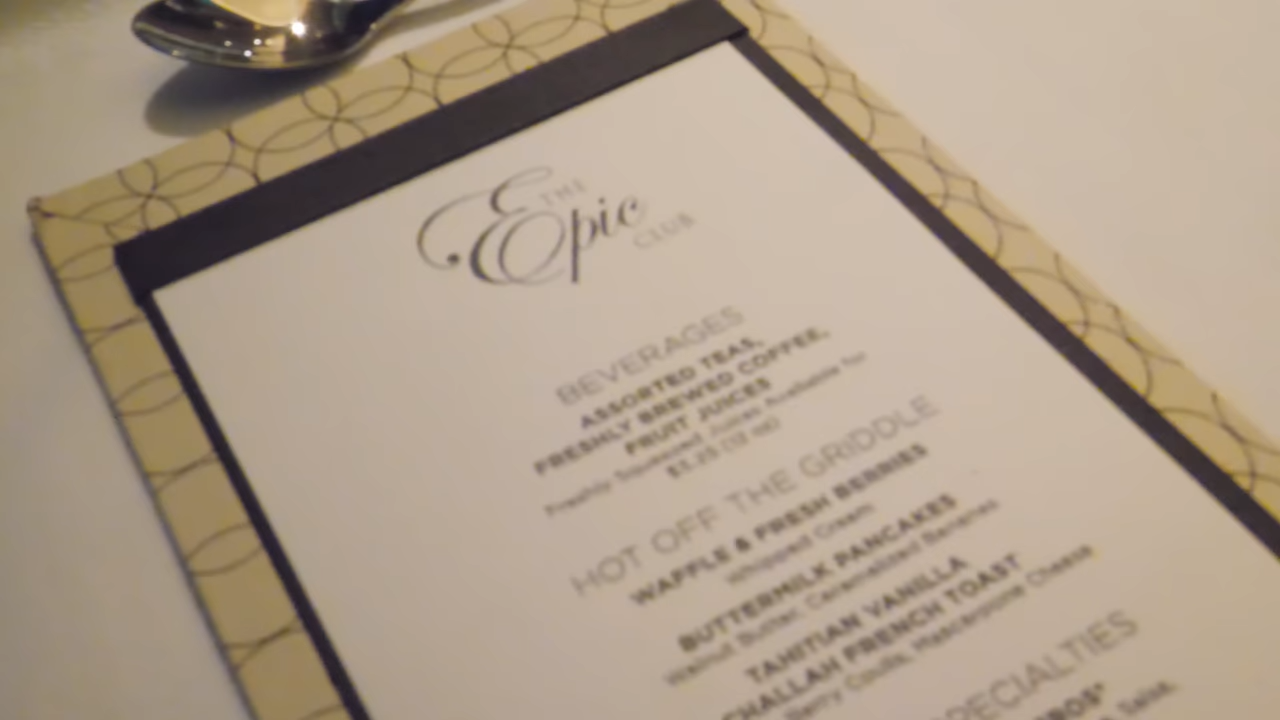 THE
Epic
CLUB
BEVERAGES
ASSORTED TEAS,
FRESHLY BREWED COFFEE,
FRUIT JUICES
Freshly Squeezed Juices Available for
HOT OFF THE GRIDDLE
WAFFLE & FRESH BERRIES
Whipped Cream
BUTTERMILK PANCAKES
Walnut Butter, Caramelized Bananas
TAHITIAN VANILLA
CHALLAH FRENCH TOAST
Berry Coulis, Mascarpone Cheese
Salsa,